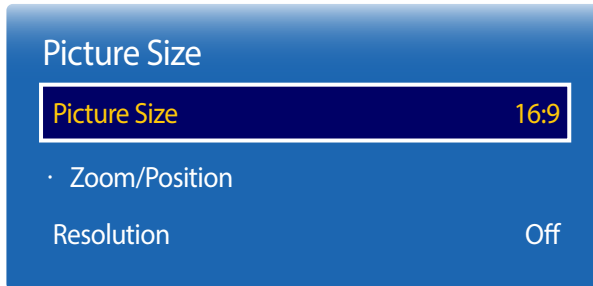 Picture Size
Picture Size 16:9
· Zoom/Position
Resolution Off